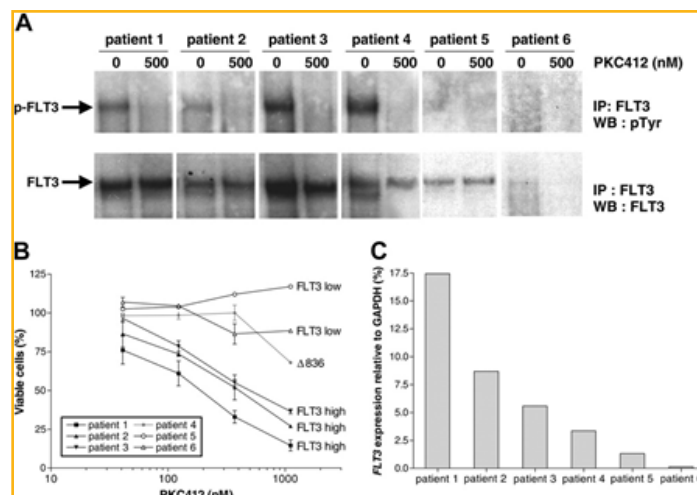 A
patient 1 patient 2 patient 3 patient 4 patient 5 patient 6
0 500 0 500 0 500 0 500 0 500 0 500 PKC412 (nM)
p-FLT3
IP: FLT3
WB : pTyr
FLT3
IP : FLT3
WB : FLT3
B
Viable cells (%)
125
100
75
50
25
0
10 100 1000
PKC412 (nM)
FLT3 low
FLT3 low
Δ836
FLT3 high
FLT3 high
FLT3 high
patient 1 patient 4
patient 2 patient 5
patient 3 patient 6
C
FLT3 expression relative to GAPDH (%)
17.5
15.0
12.5
10.0
7.5
5.0
2.5
0.0
patient 1 patient 2 patient 3 patient 4 patient 5 patient